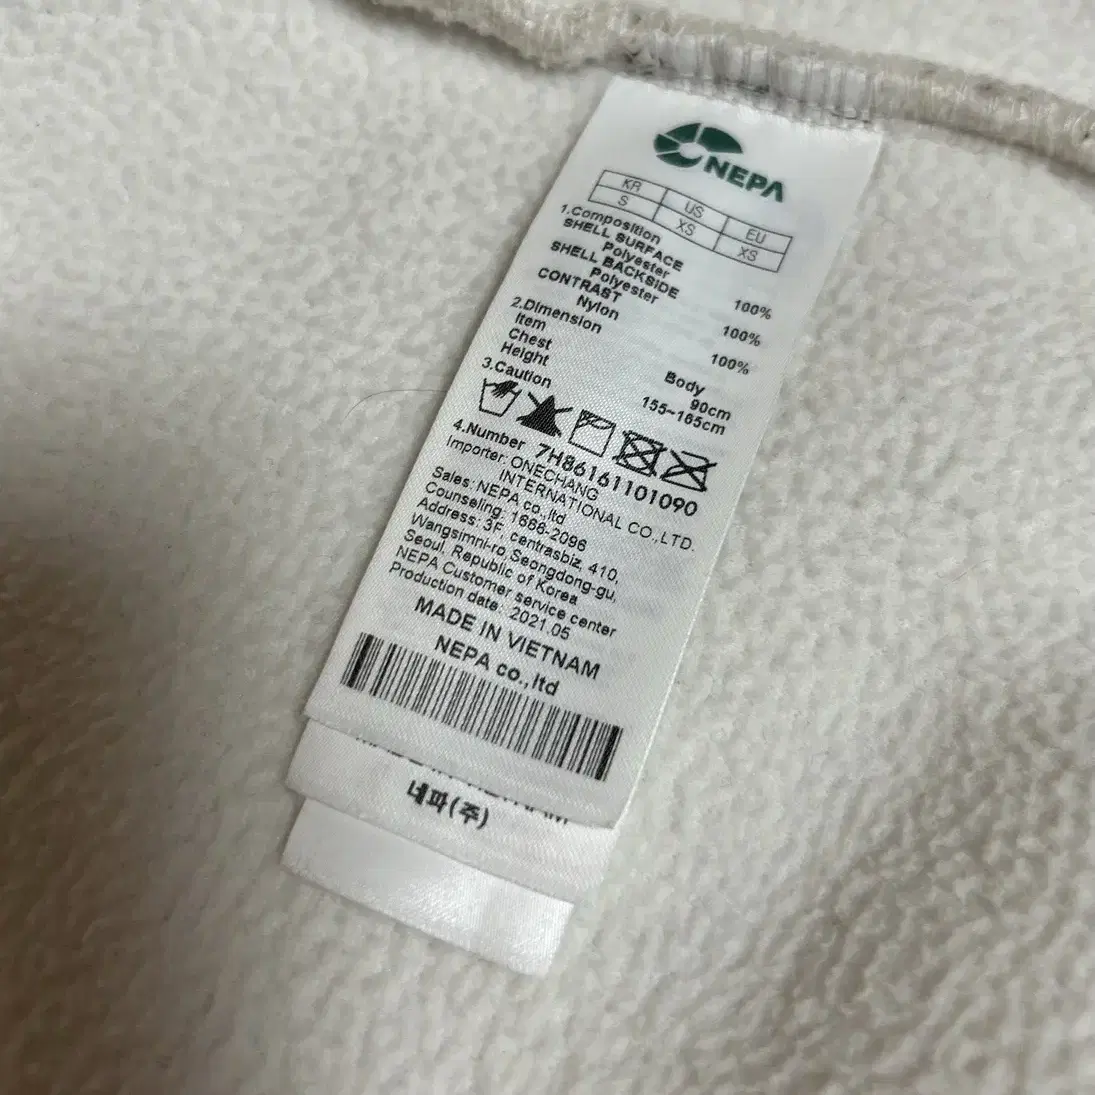 NEPA
KR US EU
S XS XS
1.Composition
SHELL SURFACE
Polyester 100%
SHELL BACKSIDE
Polyester 100%
CONTRAST
Nylon 100%
2.Dimension
Item Body
Chest 90cm
Height 155~165cm
3.Caution
4.Number 7H86161101090
Importer: ONECHANG
INTERNATIONAL CO.,LTD.
Sales: NEPA co.,ltd
Counseling: 1666-2096
Address: 3F, centrasbiz, 410,
Wangsimni-ro, Seongdong-gu,
Seoul, Republic of Korea
NEPA Customer service center
Production date: 2021.05
MADE IN VIETNAM
NEPA co.,ltd
네파(주)